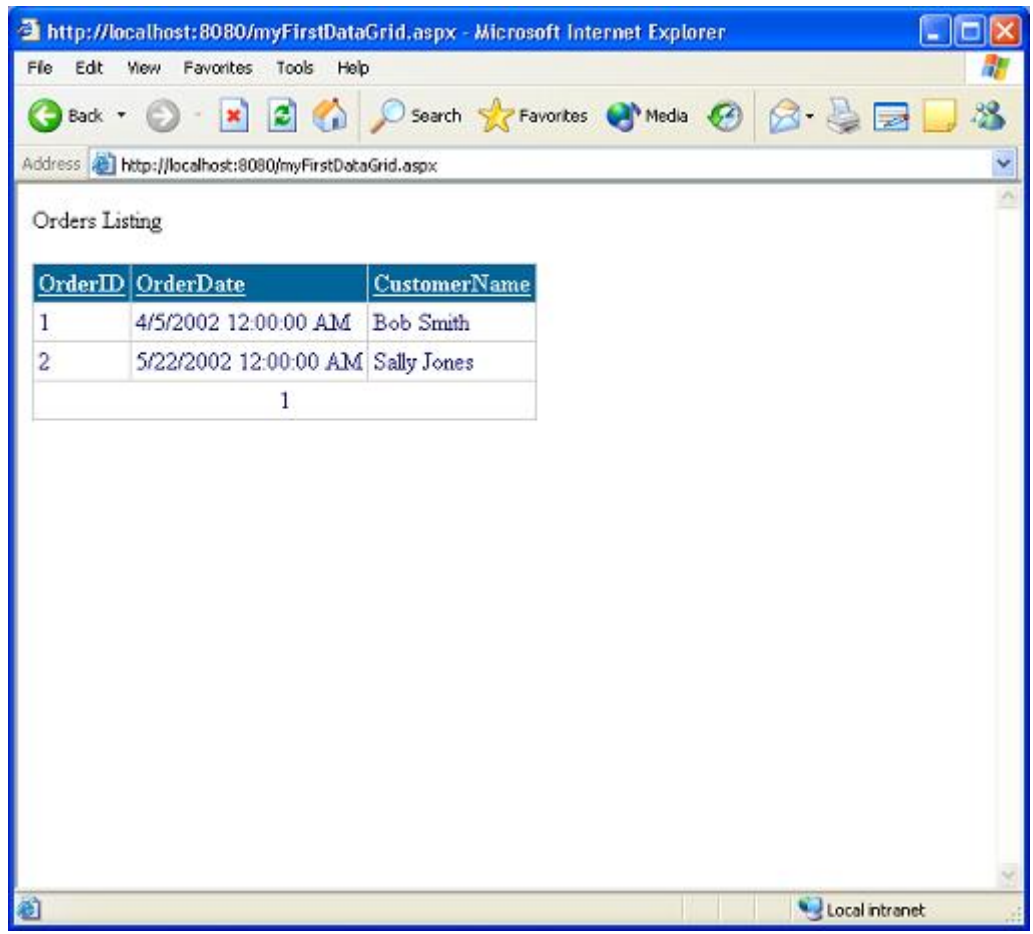 http://localhost:8080/myFirstDataGrid.aspx - Microsoft Internet Explorer
File Edit View Favorites Tools Help
Back Search Favorites Media
Address http://localhost:8080/myFirstDataGrid.aspx
Orders Listing
OrderID OrderDate CustomerName
1 4/5/2002 12:00:00 AM Bob Smith
2 5/22/2002 12:00:00 AM Sally Jones
1
Local intranet